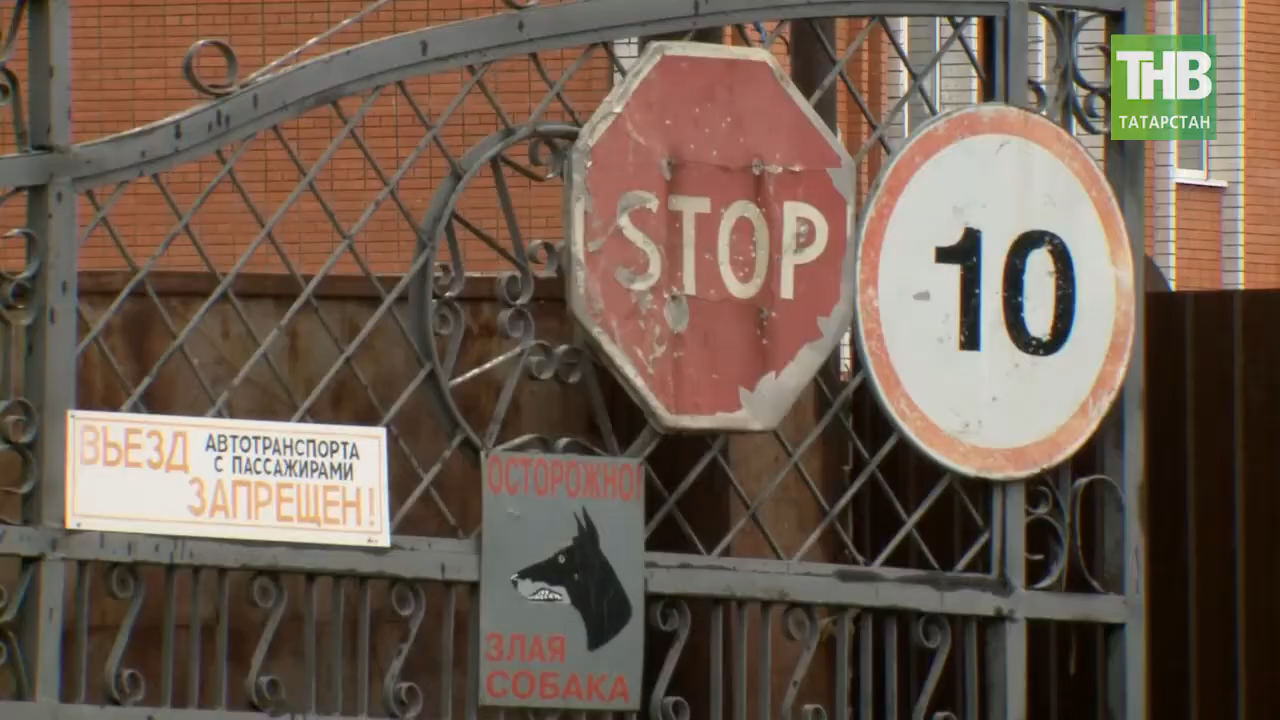 ТНВ
ТАТАРСТАН
STOP
10
ВЪЕЗД АВТОТРАНСПОРТА
С ПАССАЖИРАМИ
ЗАПРЕЩЕН!
ОСТОРОЖНО!
ЗЛАЯ
СОБАКА